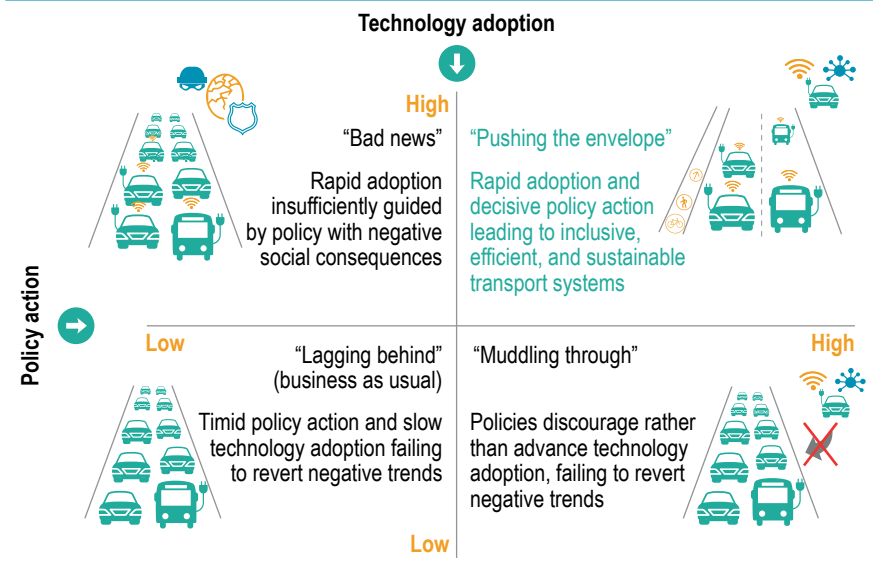 Technology adoption
High
“Bad news”
Rapid adoption
insufficiently guided
by policy with negative
social consequences
“Pushing the envelope”
Rapid adoption and
decisive policy action
leading to inclusive,
efficient, and sustainable
transport systems
Policy action
Low
High
“Lagging behind”
(business as usual)
Timid policy action and slow
technology adoption failing
to revert negative trends
“Muddling through”
Policies discourage rather
than advance technology
adoption, failing to revert
negative trends
Low